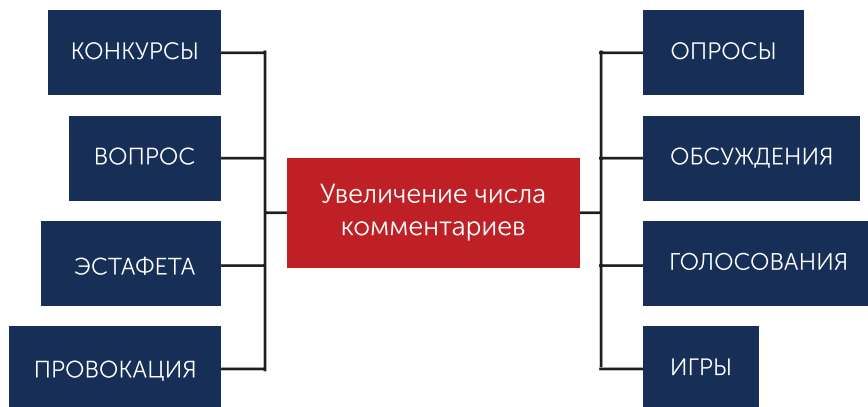 КОНКУРСЫ
ВОПРОС
ЭСТАФЕТА
ПРОВОКАЦИЯ
Увеличение числа
комментариев
ОПРОСЫ
ОБСУЖДЕНИЯ
ГОЛОСОВАНИЯ
ИГРЫ